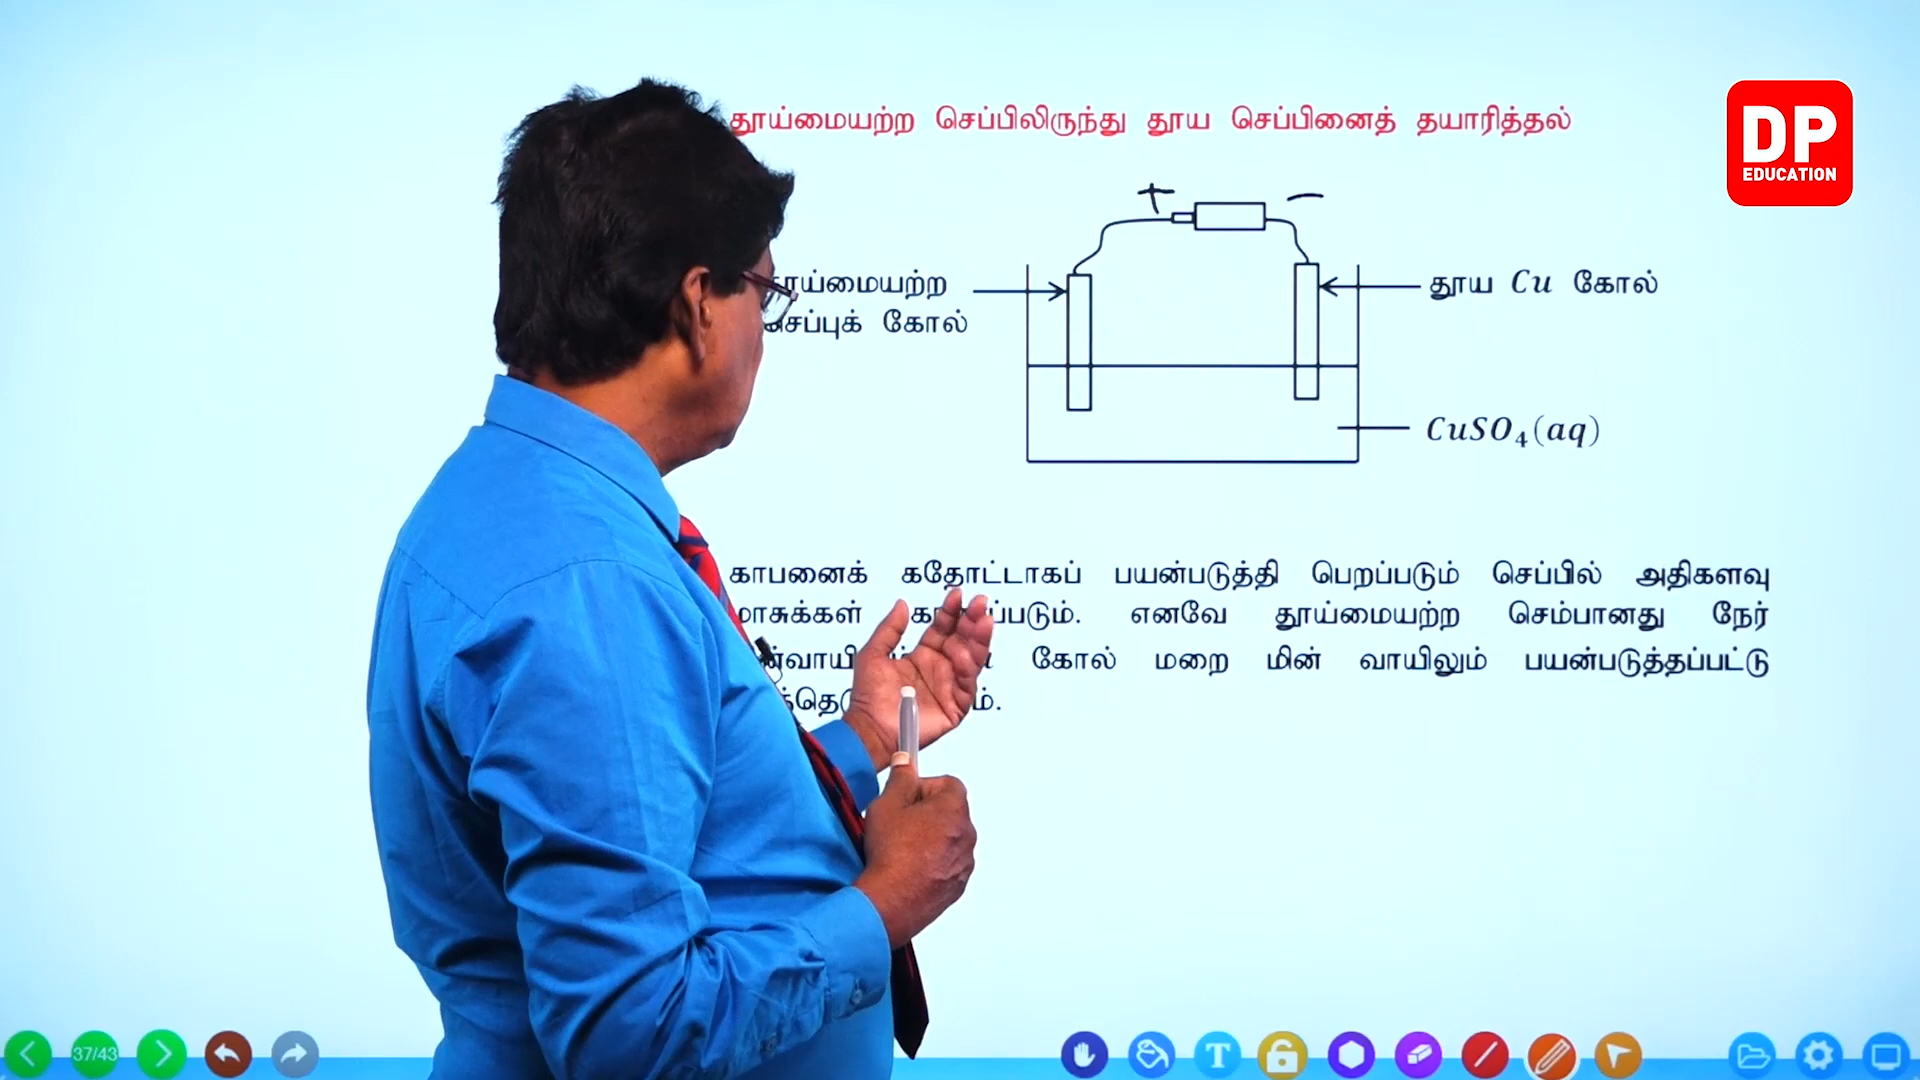 தூய்மையற்ற செப்பிலிருந்து தூய செப்பினைத் தயாரித்தல்
DP
EDUCATION
+ −
தூய Cu கோல்
கோல்
CuSO₄(aq)
காபனைக் கதோட்டாகப் பயன்படுத்தி பெறப்படும் செப்பில் அதிகளவு
மாசுக்கள் எனவே தூய்மையற்ற செம்பானது நேர்
கோல் மறை மின் வாயிலும் பயன்படுத்தப்பட்டு
37/43
T